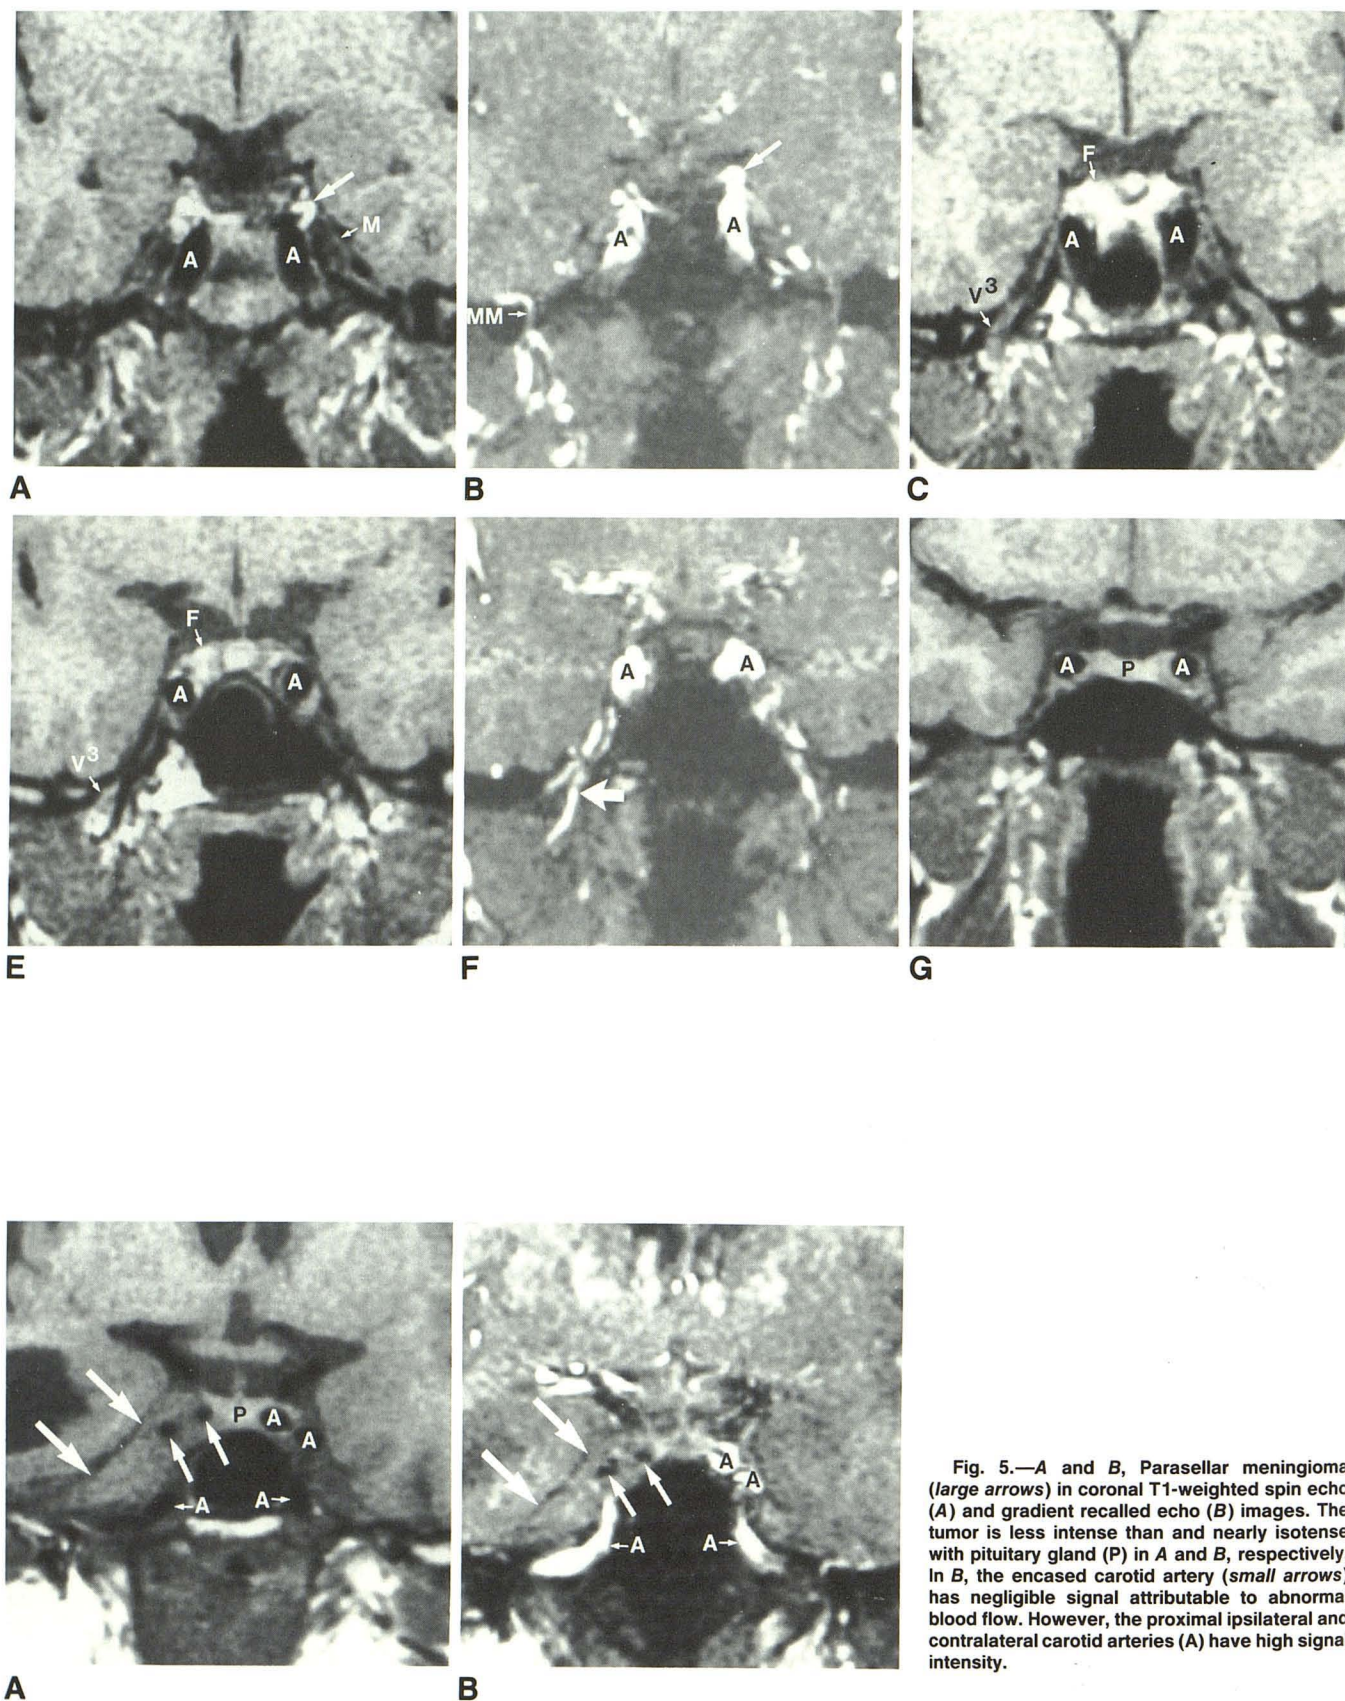 M
A
A
A
A
A
MM
B
F
A
A
V3
C
F
A
A
V3
E
A
A
F
A
P
A
G
P
A
A
A
A
A
A
A
A
A
B
Fig. 5.—A and B, Parasellar meningioma
(large arrows) in coronal T1-weighted spin echo
(A) and gradient recalled echo (B) images. The
tumor is less intense than and nearly isotense
with pituitary gland (P) in A and B, respectively
In B, the encased carotid artery (small arrows)
has negligible signal attributable to abnorma
blood flow. However, the proximal ipsilateral and
contralateral carotid arteries (A) have high signa
intensity.